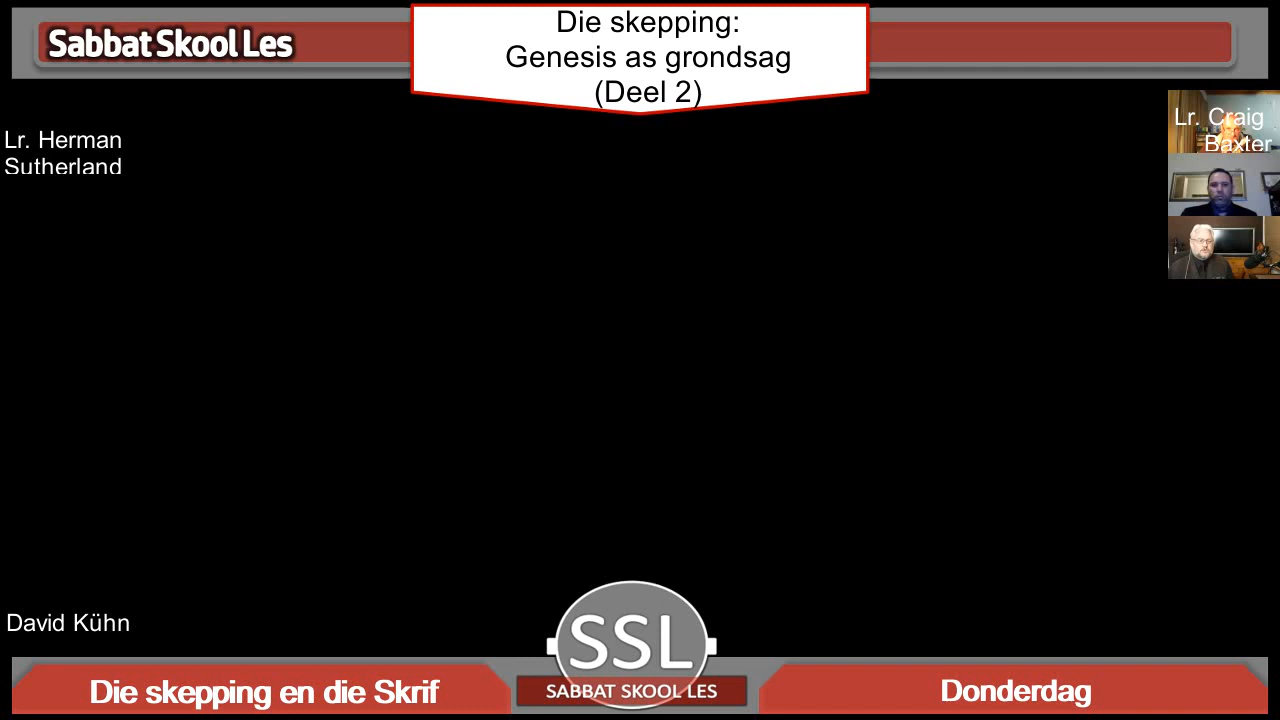 Sabbat Skool Les
Die skepping:
Genesis as grondsag
(Deel 2)
Lr. Herman
Sutherland
Lr. Craig
Baxter
David Kühn
SSL
SABBAT SKOOL LES
Die skepping en die Skrif
Donderdag